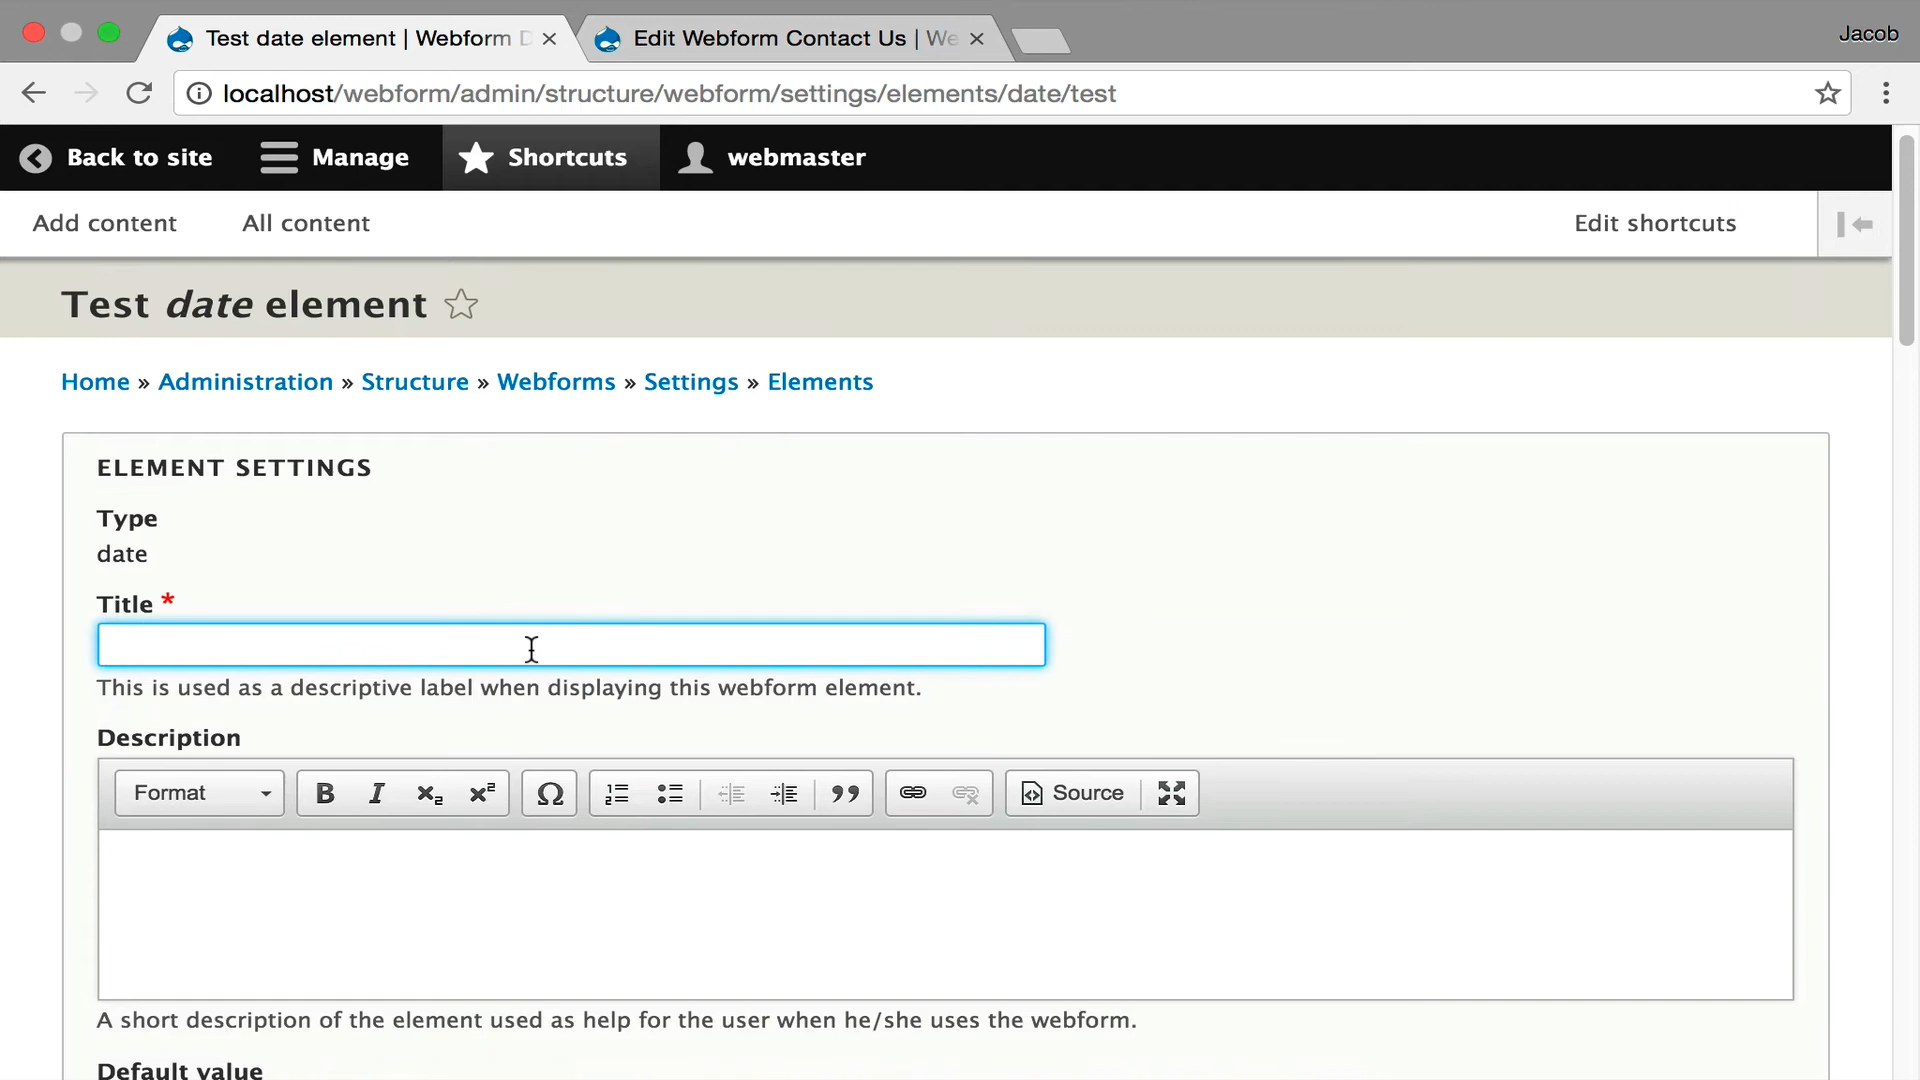 Test date element | Webform D
Edit Webform Contact Us | We
Jacob
localhost/webform/admin/structure/webform/settings/elements/date/test
Back to site
Manage
Shortcuts
webmaster
Add content
All content
Edit shortcuts
Test date element
Home » Administration » Structure » Webforms » Settings » Elements
ELEMENT SETTINGS
Type
date
Title *
This is used as a descriptive label when displaying this webform element.
Description
Format
B I x₂ x² Ω
Source
A short description of the element used as help for the user when he/she uses the webform.
Default value